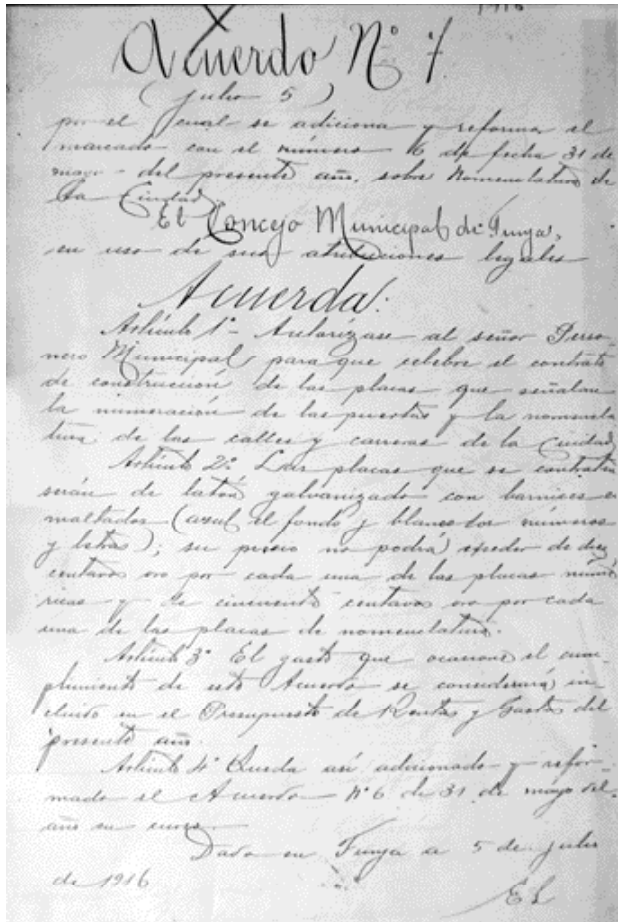 1916
Acuerdo Nº 7
(julio 5)
por el cual se adiciona y reforma el
marcado con el número 6 de fecha 31 de
mayo del presente año, sobre Nomenclatura de
la Ciudad
El Concejo Municipal de Tunja,
en uso de sus atribuciones legales
Acuerda:
Artículo 1º - Autorízase al señor Perso-
nero Municipal para que celebre el contrato
de construcción de las placas que señalan
la numeración de las puertas y la nomencla
tura de las calles y carreras de la Ciudad
Artículo 2º Las placas que se contraten
serán de latón galvanizado con barnices es
maltados (azul el fondo y blanco los números
y letras); su precio no podrá exceder de diez
centavos oro por cada una de las placas numé
ricas y de cincuenta centavos oro por cada
una de las placas de nomenclatura.
Artículo 3º El gasto que ocasione el cum-
plimiento de este Acuerdo se considerará in-
cluido en el Presupuesto de Rentas y Gastos del
presente año.
Artículo 4º Queda así adicionado y refor-
mado el Acuerdo Nº 6 de 31 de mayo del
año en curso.
Dado en Tunja a 5 de julio
de 1916
El